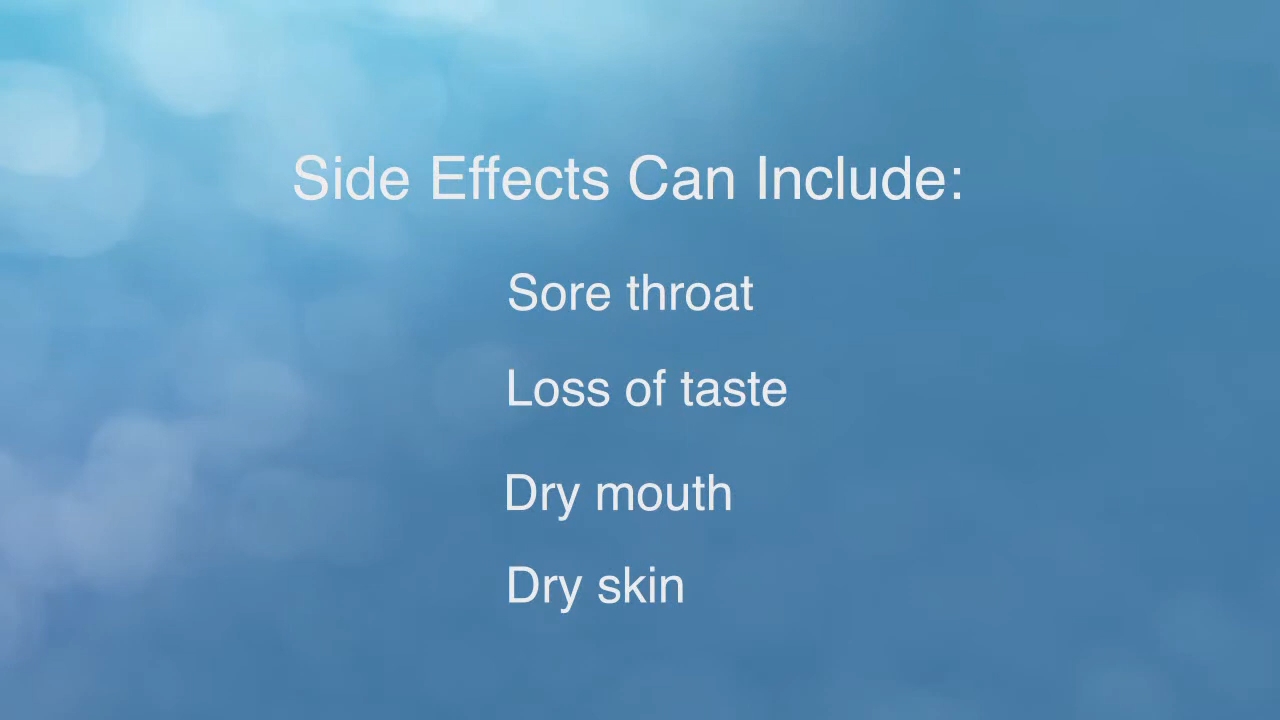 Side Effects Can Include:
Sore throat
Loss of taste
Dry mouth
Dry skin